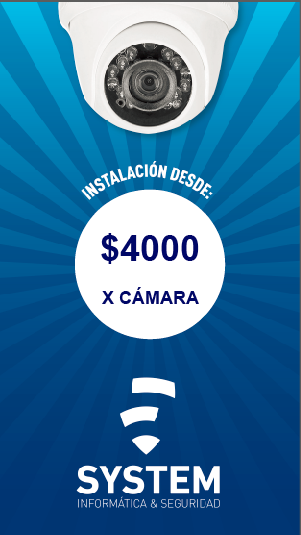 INSTALACIÓN DESDE:
$4000
X CÁMARA
SYSTEM
INFORMÁTICA & SEGURIDAD